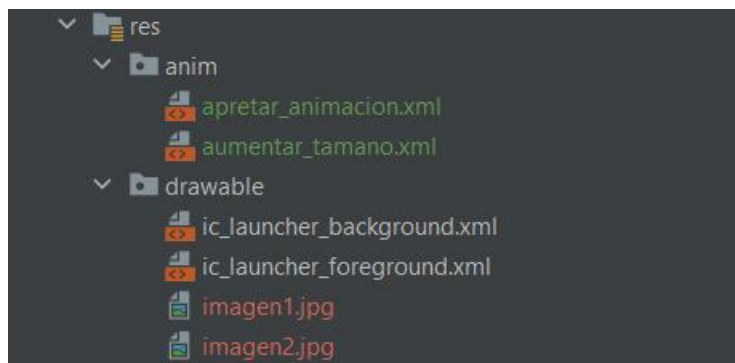 res
anim
apretar_animacion.xml
aumentar_tamano.xml
drawable
ic_launcher_background.xml
ic_launcher_foreground.xml
imagen1.jpg
imagen2.jpg